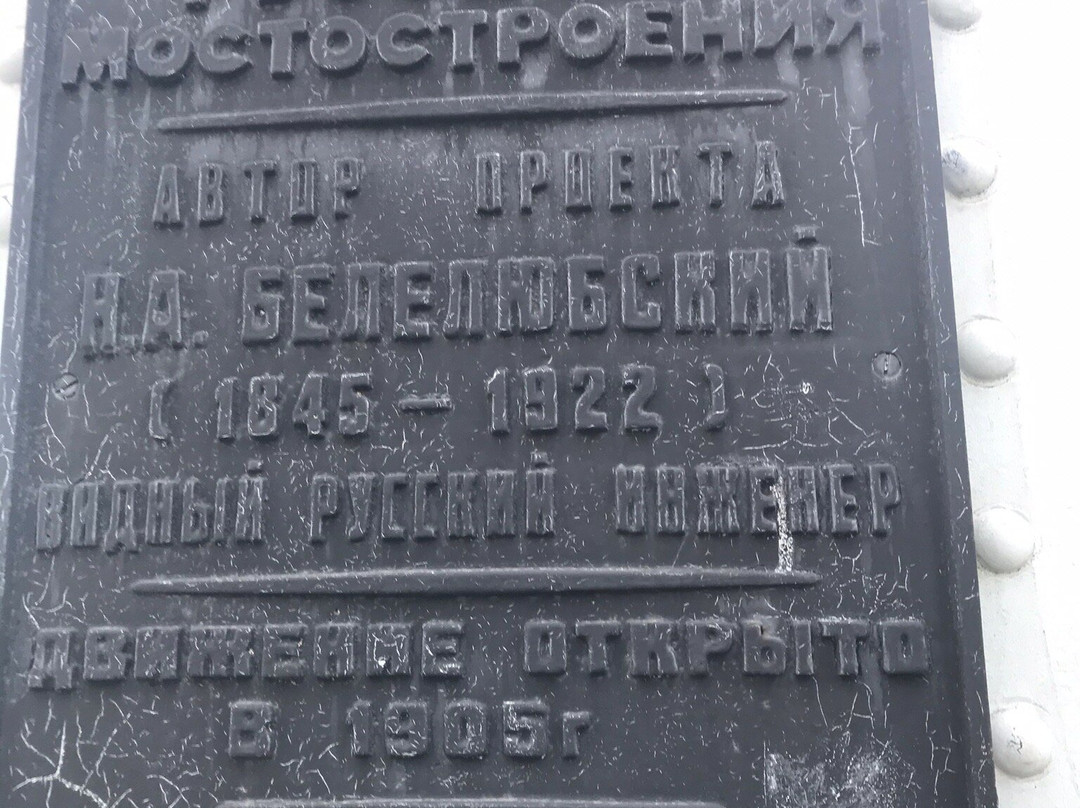 МОСТОСТРОЕНИЯ
АВТОР ПРОЕКТА
Н.А. БЕЛЕЛЮБСКИЙ
( 1845 — 1922 )
ВИДНЫЙ РУССКИЙ ИНЖЕНЕР
ДВИЖЕНИЕ ОТКРЫТО
В 1905г